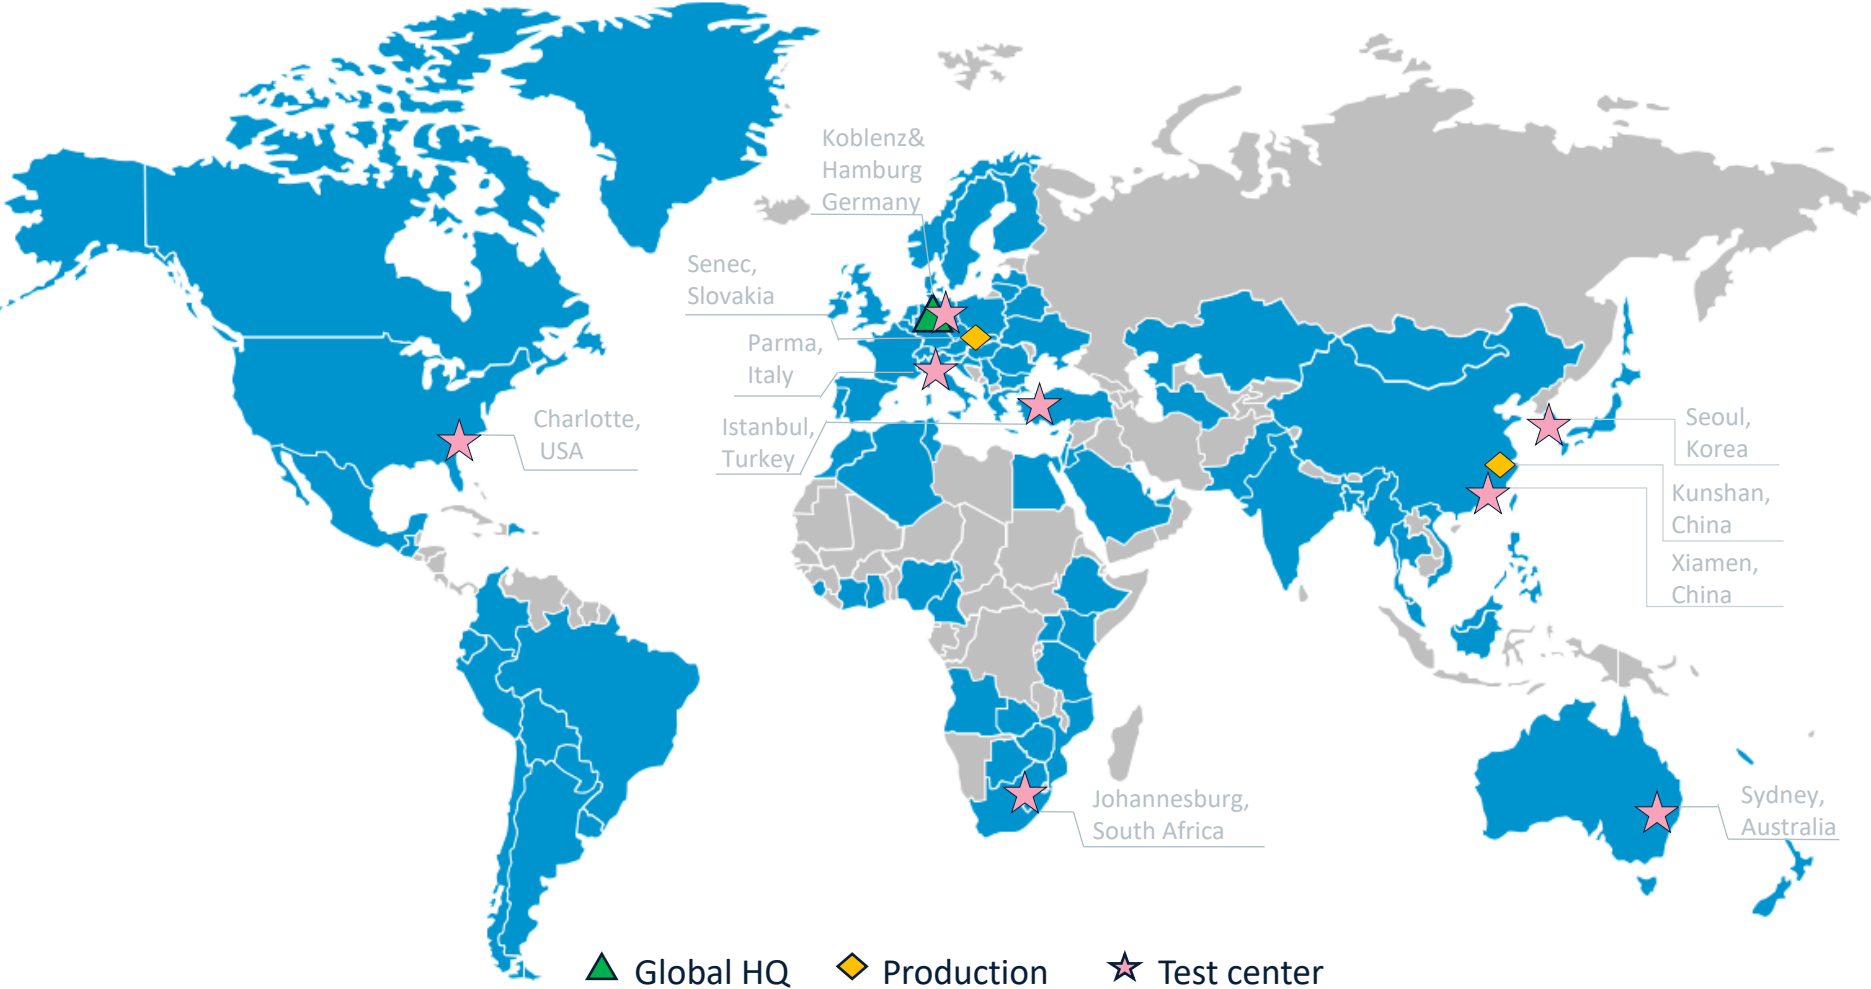 Koblenz&
Hamburg
Germany
Senec,
Slovakia
Parma,
Italy
Istanbul,
Turkey
Charlotte,
USA
Seoul,
Korea
Kunshan,
China
Xiamen,
China
Johannesburg,
South Africa
Sydney,
Australia
Global HQ
Production
Test center